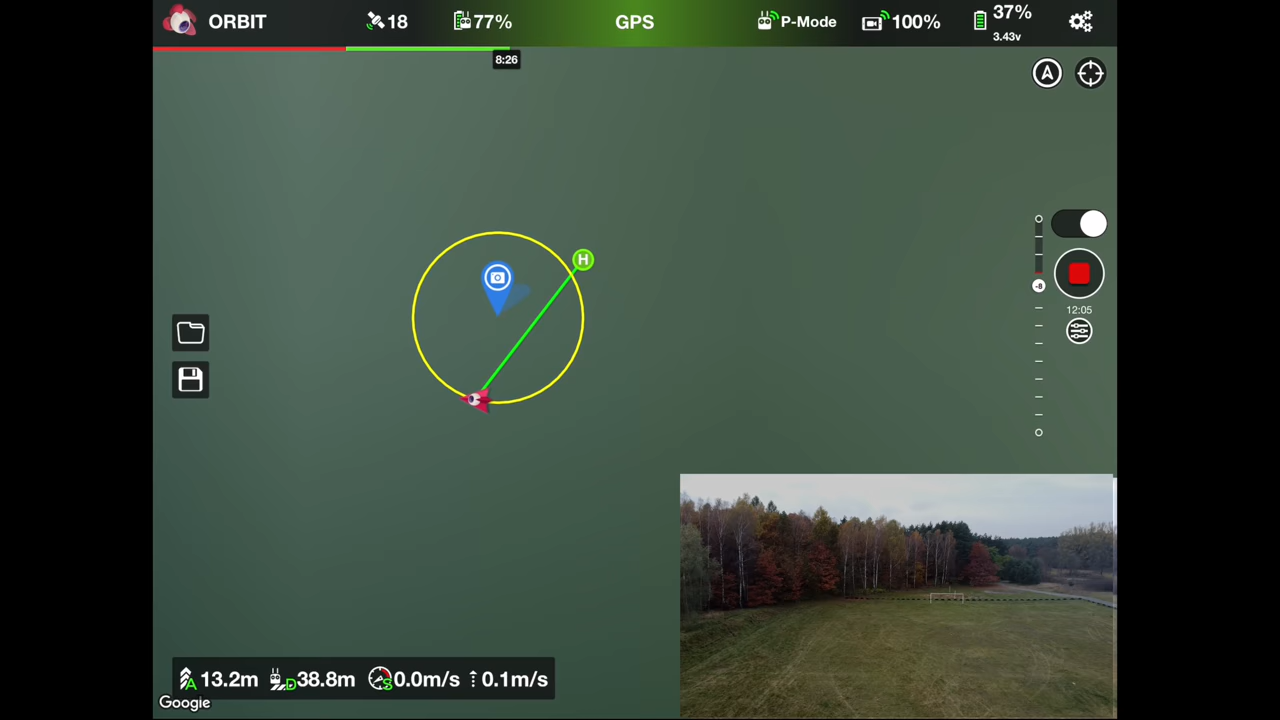 ORBIT
18
77%
GPS
P-Mode
100%
37%
3.43v
8:26
A
H
-8
12:05
A 13.2m D 38.8m S 0.0m/s 0.1m/s
Google